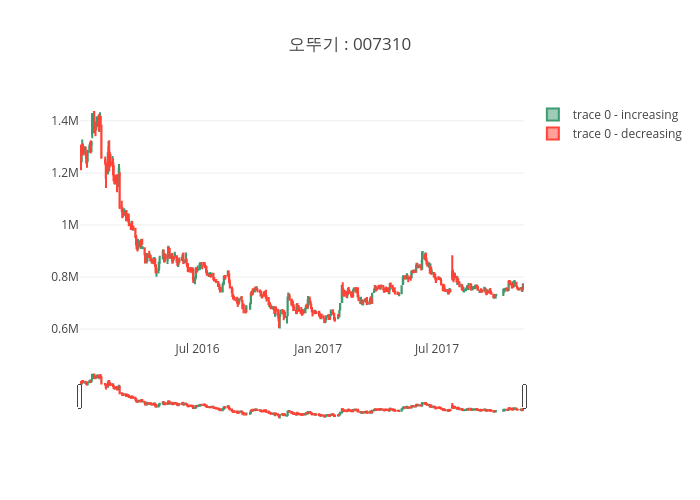 오뚜기 : 007310
trace 0 - increasing
trace 0 - decreasing
1.4M
1.2M
1M
0.8M
0.6M
Jul 2016
Jan 2017
Jul 2017